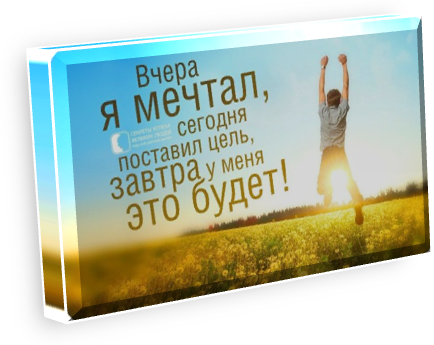 Вчера
я мечтал,
сегодня
поставил цель,
завтра у меня
это будет!